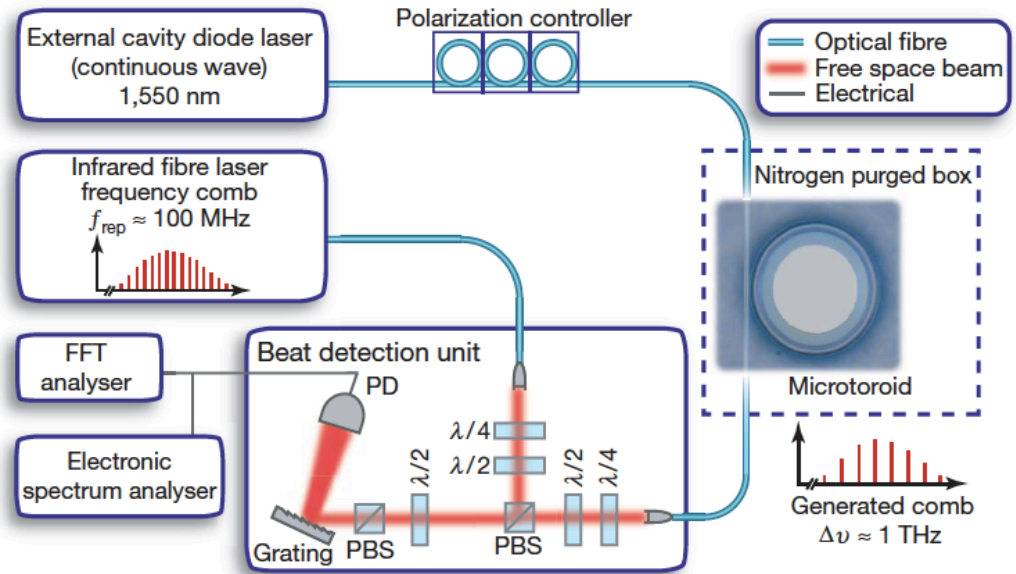 Polarization controller
External cavity diode laser
(continuous wave)
1,550 nm
Optical fibre
Free space beam
Electrical
Infrared fibre laser
frequency comb
f_rep ≈ 100 MHz
Nitrogen purged box
Microtoroid
FFT
analyser
Electronic
spectrum analyser
Beat detection unit
PD
λ/4
λ/2
λ/2
λ/2
λ/4
Grating
PBS
PBS
Generated comb
Δυ ≈ 1 THz